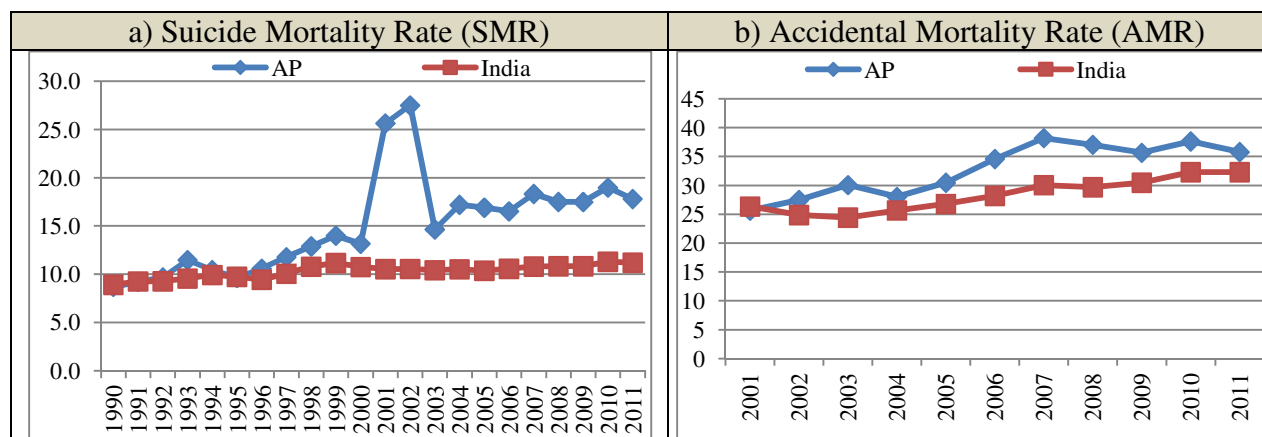 a) Suicide Mortality Rate (SMR)
AP India
30.0
25.0
20.0
15.0
10.0
5.0
0.0
1990 1991 1992 1993 1994 1995 1996 1997 1998 1999 2000 2001 2002 2003 2004 2005 2006 2007 2008 2009 2010 2011
b) Accidental Mortality Rate (AMR)
AP India
45
40
35
30
25
20
15
10
5
0
2001 2002 2003 2004 2005 2006 2007 2008 2009 2010 2011